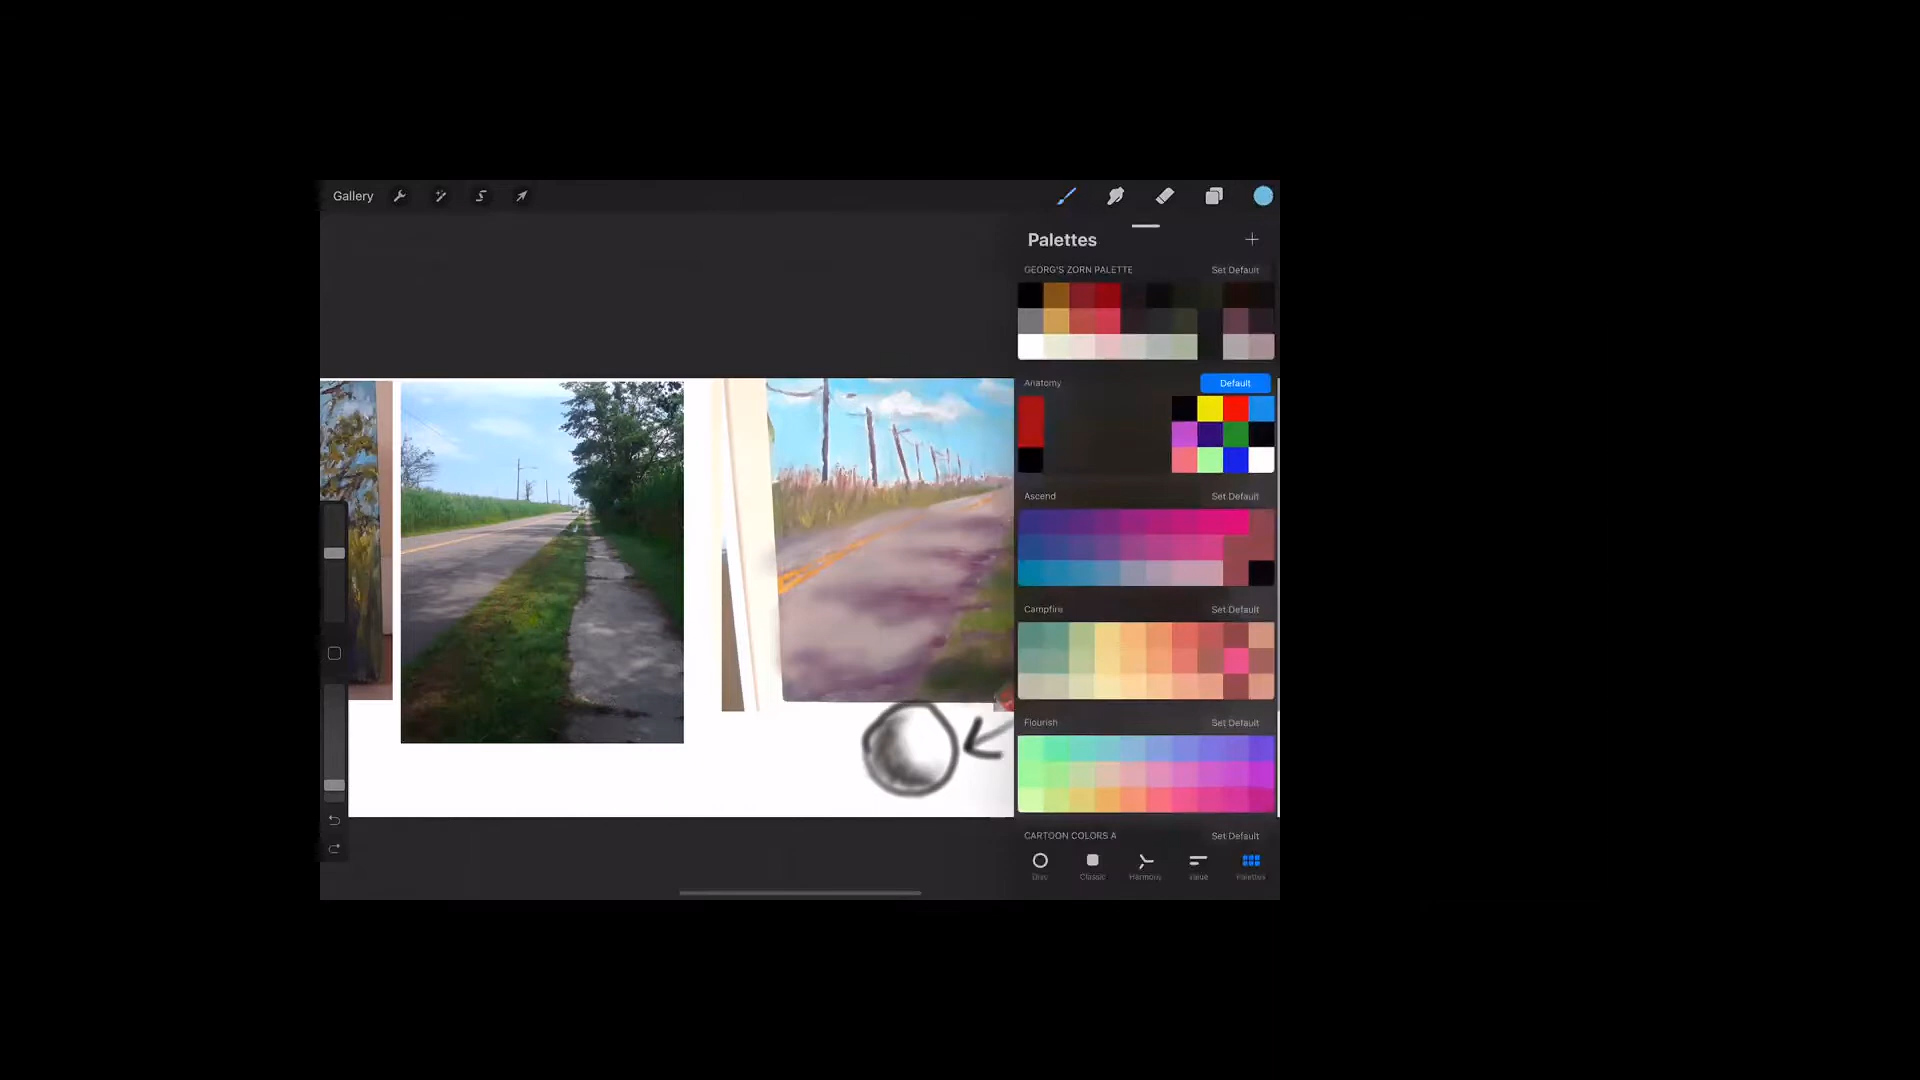 Gallery
Palettes
GEORG'S ZORN PALETTE Set Default
Anatomy Default
Ascend Set Default
Campfire Set Default
Flourish Set Default
CARTOON COLORS A Set Default
Disc Classic Harmony Value Palettes